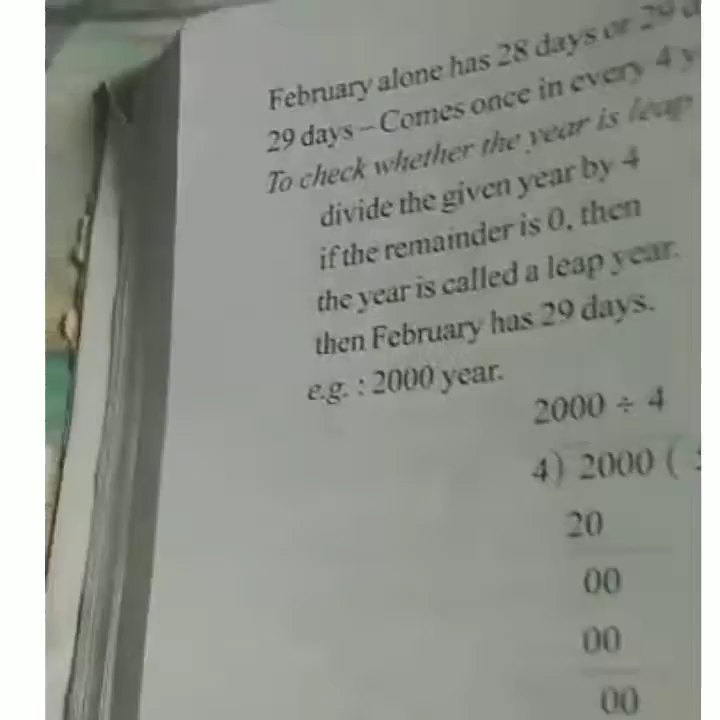 February alone has 28 days or 29
29 days – Comes once in every 4
To check whether the year is leap
divide the given year by 4
if the remainder is 0, then
the year is called a leap year.
then February has 29 days.
e.g. : 2000 year.
2000 ÷ 4
4) 2000 (
20
00
00
00